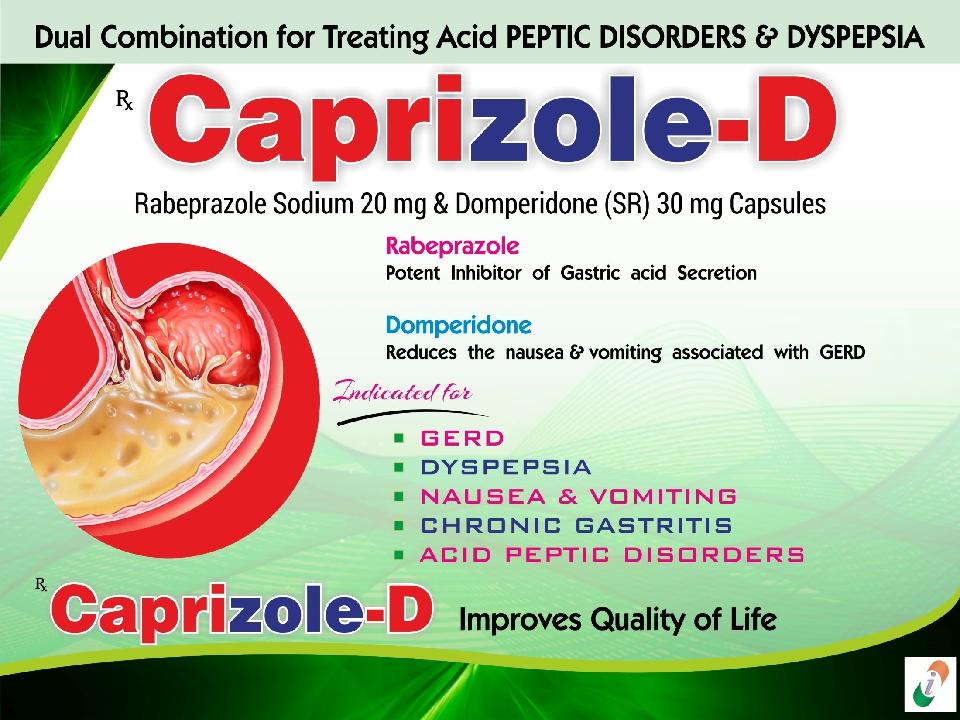 Dual Combination for Treating Acid PEPTIC DISORDERS & DYSPEPSIA
Rx Caprizole-D
Rabeprazole Sodium 20 mg & Domperidone (SR) 30 mg Capsules
Rabeprazole
Potent Inhibitor of Gastric acid Secretion
Domperidone
Reduces the nausea & vomiting associated with GERD
Indicated for
▪ GERD
▪ DYSPEPSIA
▪ NAUSEA & VOMITING
▪ CHRONIC GASTRITIS
▪ ACID PEPTIC DISORDERS
Rx Caprizole-D Improves Quality of Life
i